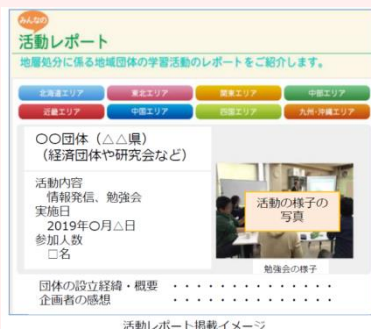 みんなの
活動レポート
地層処分に係る地域団体の学習活動のレポートをご紹介します。
北海道エリア 東北エリア 関東エリア 中部エリア
近畿エリア 中国エリア 四国エリア 九州・沖縄エリア
〇〇団体（△△県）
（経済団体や研究会など）
活動内容
情報発信、勉強会
実施日
2019年〇月△日
参加人数
□名
活動の様子の
写真
勉強会の様子
団体の設立経緯・概要 ・・・・・・・・・・・・・・
企画者の感想 ・・・・・・・・・・・・・・
活動レポート掲載イメージ